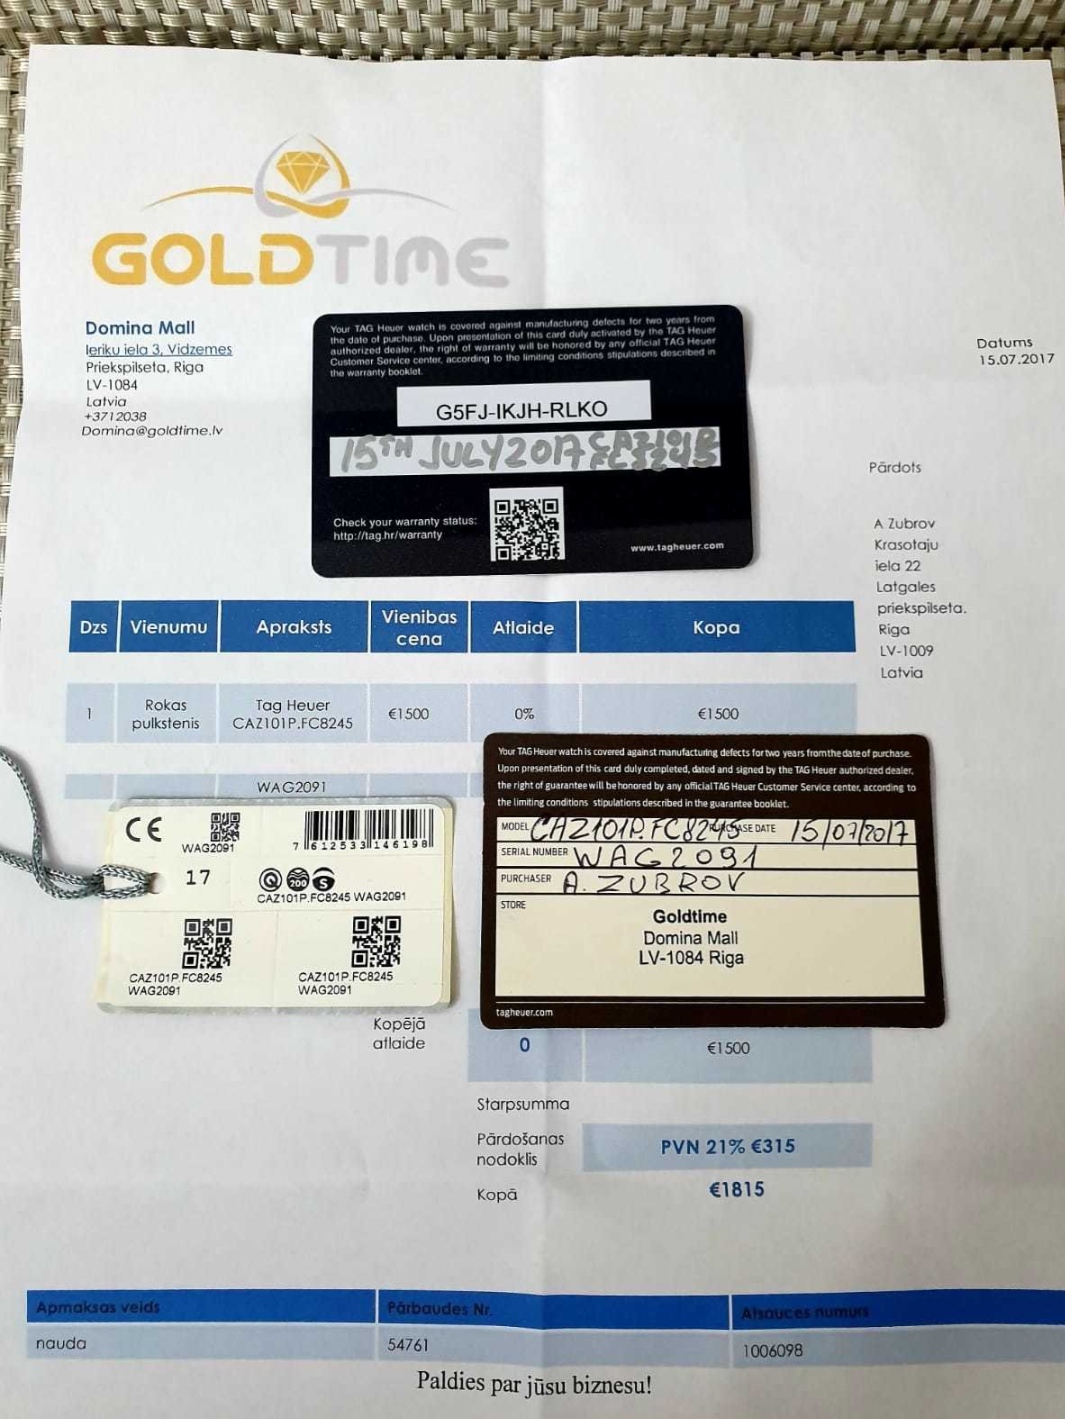 GOLDTIME
Domina Mall
Ieriku iela 3, Vidzemes
Priekspilseta, Riga
LV-1084
Latvia
+3712038
Domina@goldtime.lv
Datums
15.07.2017
Your TAG Heuer watch is covered against manufacturing defects for two years from
the date of purchase. Upon presentation of this card duly activated by the TAG Heuer
authorized dealer, the right of warranty will be honored by any official TAG Heuer
Customer Service center, according to the limiting conditions stipulations described in
the warranty booklet.
G5FJ-IKJH-RLKO
15TH JULY 2017 CAZ101P
FC8245
Check your warranty status:
http://tag.hr/warranty
www.tagheuer.com
Pārdots
A Zubrov
Krasotaju
iela 22
Latgales
priekspilseta.
Riga
LV-1009
Latvia
Dzs Vienumu Apraksts Vienības cena Atlaide Kopa
1 Rokas pulkstenis Tag Heuer CAZ101P.FC8245 €1500 0% €1500
WAG2091
Your TAG Heuer watch is covered against manufacturing defects for two years from the date of purchase.
Upon presentation of this card duly completed, dated and signed by the TAG Heuer authorized dealer,
the right of guarantee will be honored by any official TAG Heuer Customer Service center, according to
the limiting conditions stipulations described in the guarantee booklet.
MODEL CAZ101P.FC8245 PURCHASE DATE 15/07/2017
SERIAL NUMBER WAG2091
PURCHASER A. ZUBROV
STORE
Goldtime
Domina Mall
LV-1084 Riga
tagheuer.com
CE
WAG2091
7 612533 146198
17
Q 200 S
CAZ101P.FC8245 WAG2091
CAZ101P.FC8245
WAG2091
CAZ101P.FC8245
WAG2091
Kopējā
atlaide
0 €1500
Starpsumma
Pārdošanas
nodoklis
PVN 21% €315
Kopā
€1815
Apmaksas veids Pārbaudes Nr. Atsauces numurs
nauda 54761 1006098
Paldies par jūsu biznesu!